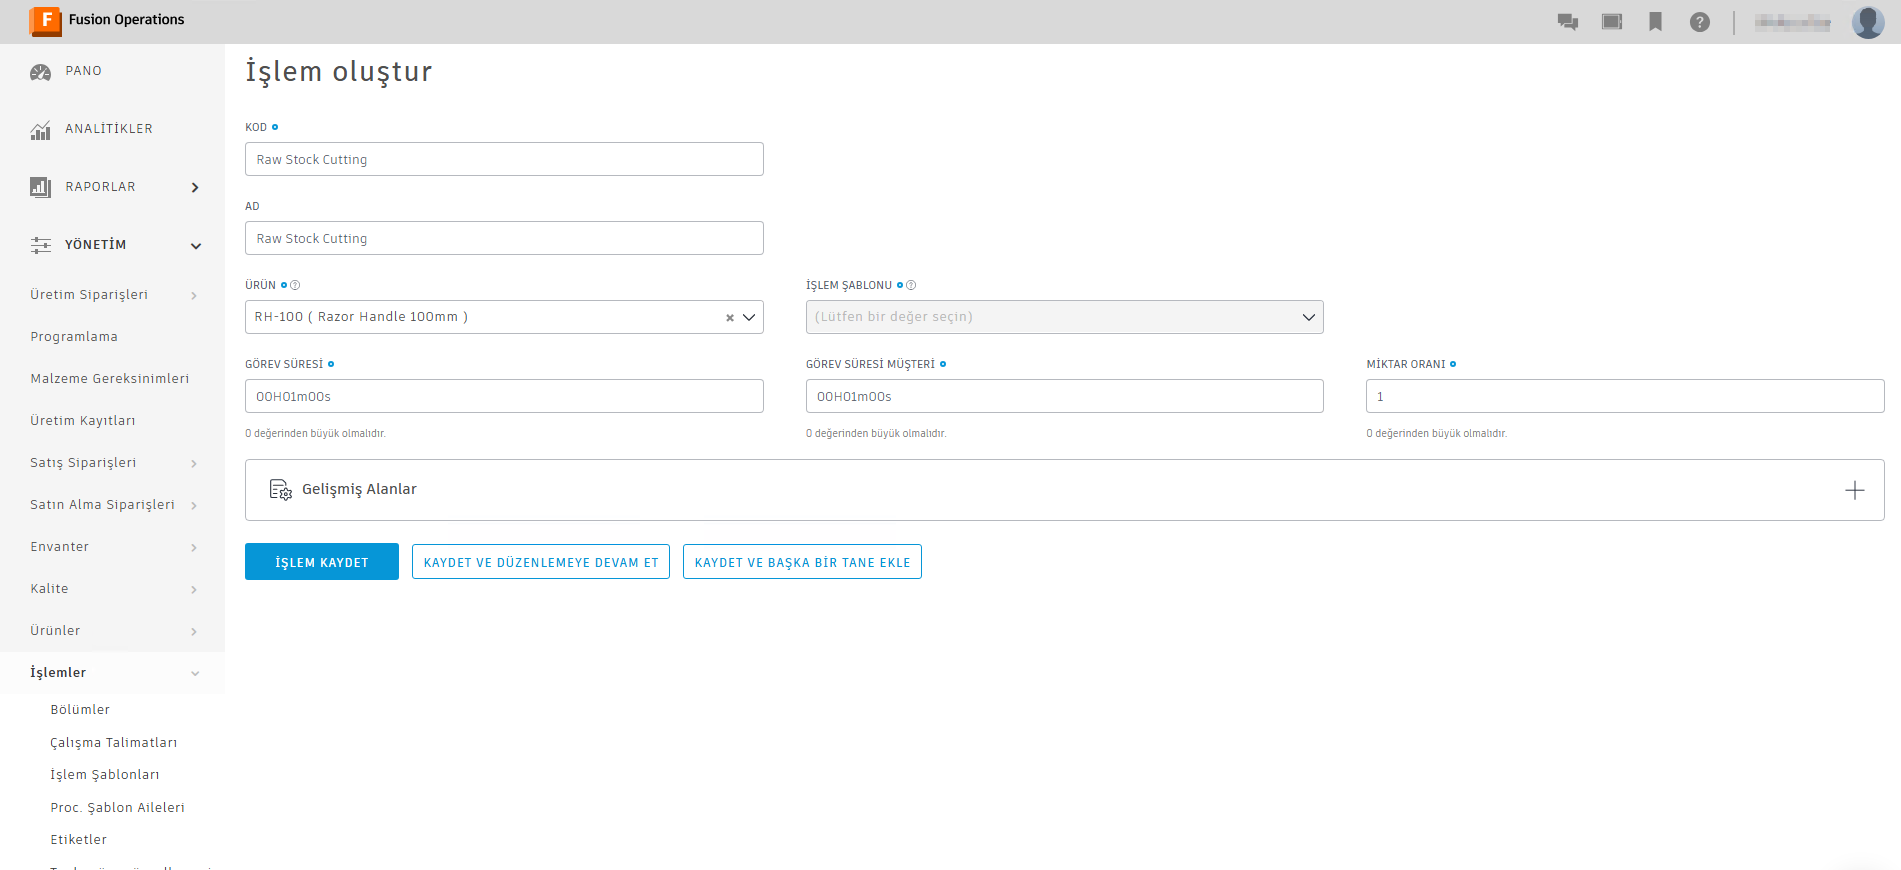 F Fusion Operations
?
PANO
ANALİTİKLER
RAPORLAR
YÖNETİM
Üretim Siparişleri
Programlama
Malzeme Gereksinimleri
Üretim Kayıtları
Satış Siparişleri
Satın Alma Siparişleri
Envanter
Kalite
Ürünler
İşlemler
Bölümler
Çalışma Talimatları
İşlem Şablonları
Proc. Şablon Aileleri
Etiketler
İşlem oluştur
KOD
Raw Stock Cutting
AD
Raw Stock Cutting
ÜRÜN ?
İŞLEM ŞABLONU ?
RH-100 ( Razor Handle 100mm ) ×
(Lütfen bir değer seçin)
GÖREV SÜRESİ
GÖREV SÜRESİ MÜŞTERİ
MİKTAR ORANI
00H01m00s
00H01m00s
1
0 değerinden büyük olmalıdır.
0 değerinden büyük olmalıdır.
0 değerinden büyük olmalıdır.
Gelişmiş Alanlar
İŞLEM KAYDET
KAYDET VE DÜZENLEMEYE DEVAM ET
KAYDET VE BAŞKA BİR TANE EKLE